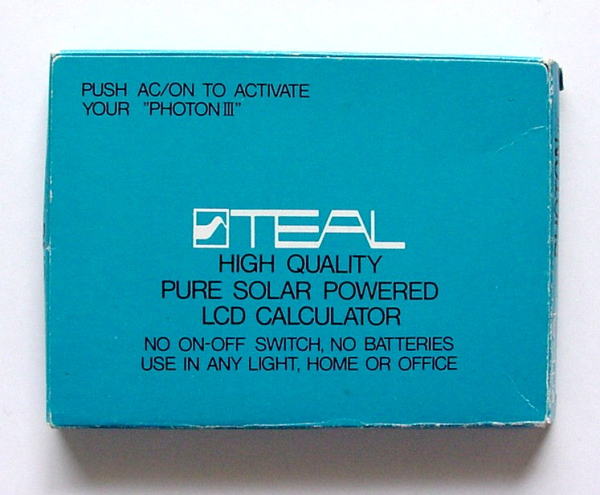 PUSH AC/ON TO ACTIVATE
YOUR "PHOTON III"
TEAL
HIGH QUALITY
PURE SOLAR POWERED
LCD CALCULATOR
NO ON-OFF SWITCH, NO BATTERIES
USE IN ANY LIGHT, HOME OR OFFICE